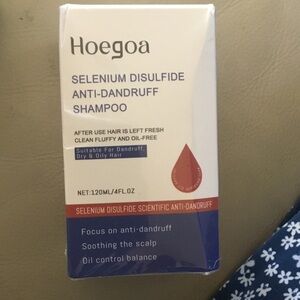 Hoegoa
SELENIUM DISULFIDE
ANTI-DANDRUFF
SHAMPOO
AFTER USE HAIR IS LEFT FRESH
CLEAN FLUFFY AND OIL-FREE
Suitable For Dandruff,
Dry & Oily Hair
NET:120ML/4FL.OZ
SELENIUM DISULFIDE SCIENTIFIC ANTI-DANDRUFF
Focus on anti-dandruff
Soothing the scalp
Oil control balance